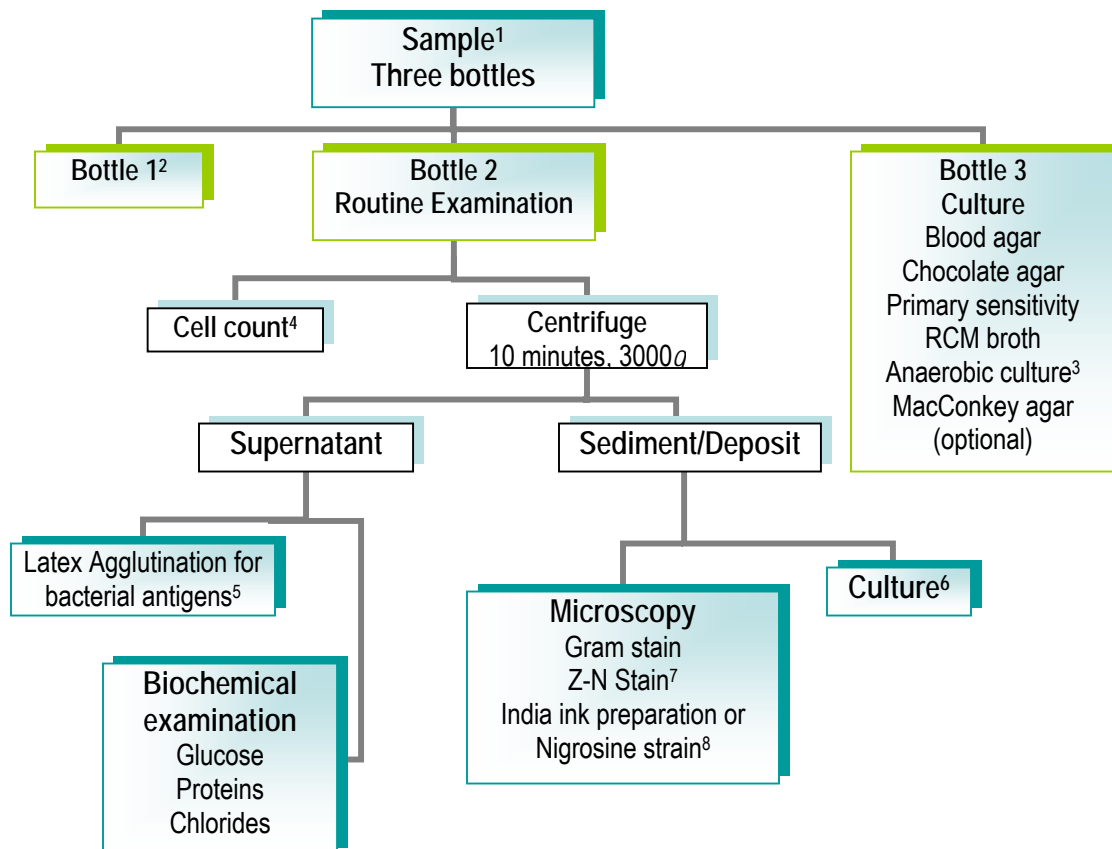 Sample¹
Three bottles
Bottle 1²
Bottle 2
Routine Examination
Bottle 3
Culture
Blood agar
Chocolate agar
Primary sensitivity
RCM broth
Anaerobic culture³
MacConkey agar
(optional)
Cell count⁴
Centrifuge
10 minutes, 3000g
Supernatant
Sediment/Deposit
Latex Agglutination for
bacterial antigens⁵
Biochemical
examination
Glucose
Proteins
Chlorides
Microscopy
Gram stain
Z-N Stain⁷
India ink preparation or
Nigrosine strain⁸
Culture⁶